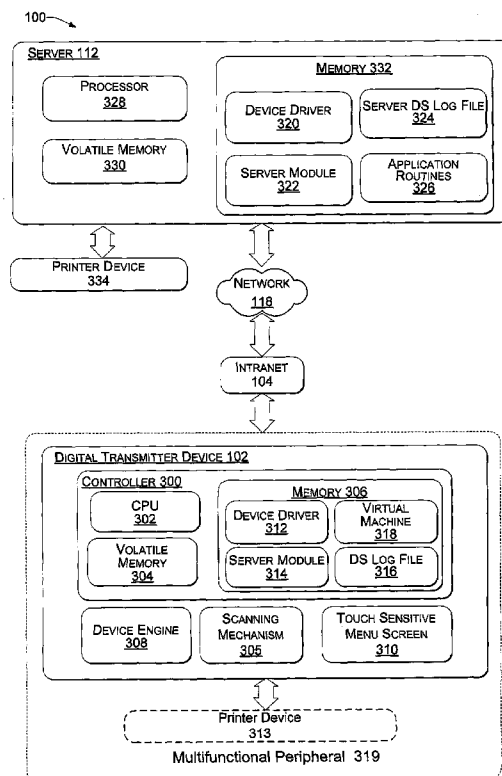 100
SERVER 112
PROCESSOR
328
VOLATILE MEMORY
330
MEMORY 332
DEVICE DRIVER
320
SERVER DS LOG FILE
324
SERVER MODULE
322
APPLICATION
ROUTINES
326
PRINTER DEVICE
334
NETWORK
118
INTRANET
104
DIGITAL TRANSMITTER DEVICE 102
CONTROLLER 300
CPU
302
VOLATILE
MEMORY
304
MEMORY 306
DEVICE DRIVER
312
VIRTUAL
MACHINE
318
SERVER MODULE
314
DS LOG FILE
316
DEVICE ENGINE
308
SCANNING
MECHANISM
305
TOUCH SENSITIVE
MENU SCREEN
310
Printer Device
313
Multifunctional Peripheral 319